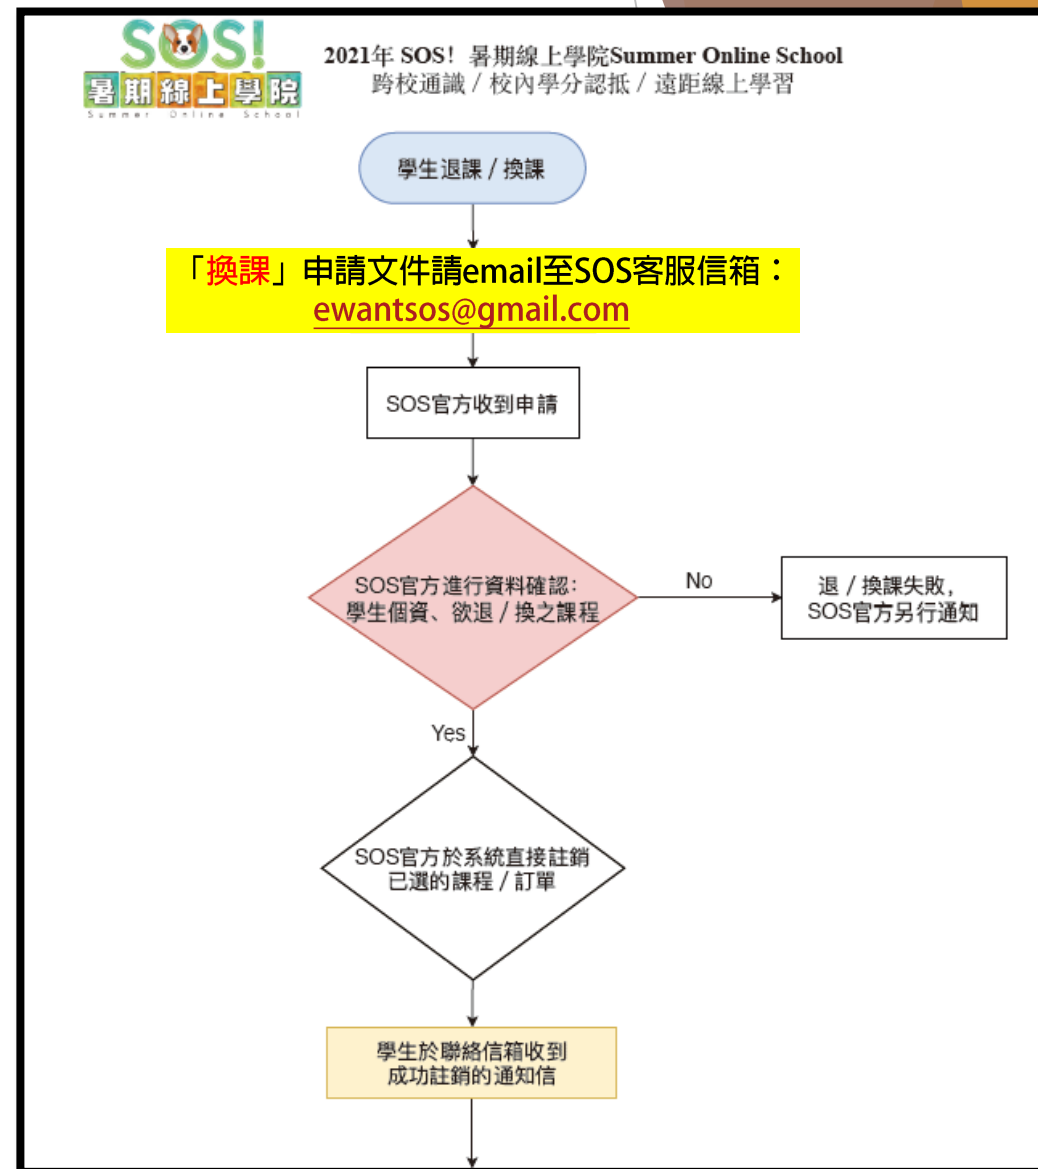 SOS!
暑期線上學院
Summer Online School
2021年 SOS! 暑期線上學院Summer Online School
跨校通識 / 校內學分認抵 / 遠距線上學習
學生退課 / 換課
「換課」申請文件請email至SOS客服信箱：
ewantsos@gmail.com
SOS官方收到申請
SOS官方進行資料確認:
學生個資、欲退 / 換之課程
No
退 / 換課失敗,
SOS官方另行通知
Yes
SOS官方於系統直接註銷
已選的課程 / 訂單
學生於聯絡信箱收到
成功註銷的通知信